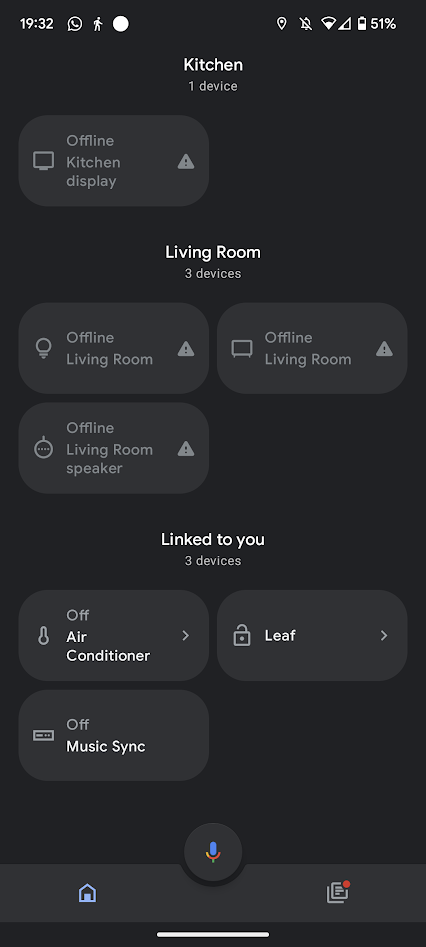 19:32 51%
Kitchen
1 device
Offline
Kitchen
display
Living Room
3 devices
Offline
Living Room
Offline
Living Room
Offline
Living Room
speaker
Linked to you
3 devices
Off
Air
Conditioner
Leaf
Off
Music Sync